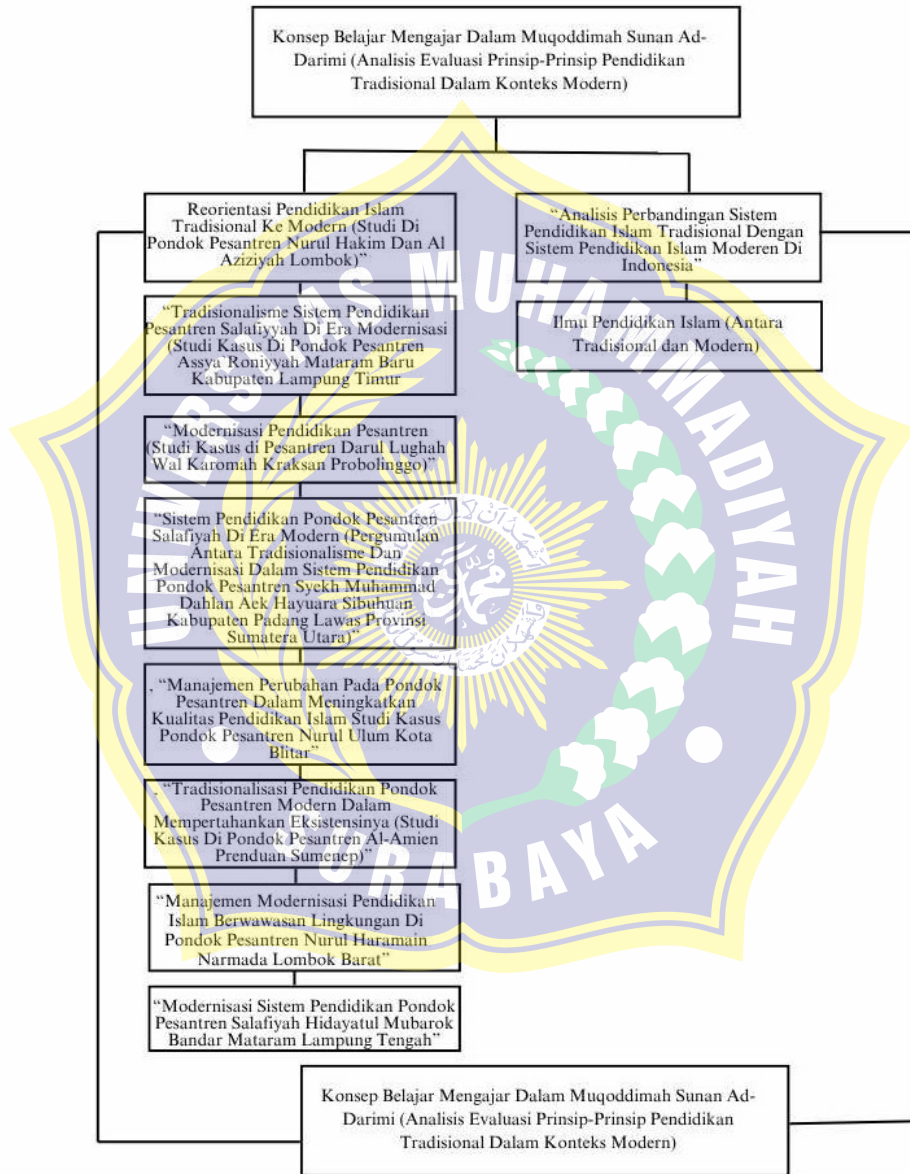 Konsep Belajar Mengajar Dalam Muqoddimah Sunan Ad-
Darimi (Analisis Evaluasi Prinsip-Prinsip Pendidikan
Tradisional Dalam Konteks Modern)
Reorientasi Pendidikan Islam
Tradisional Ke Modern (Studi Di
Pondok Pesantren Nurul Hakim Dan Al
Aziziyah Lombok)”
“Tradisionalisme Sistem Pendidikan
Pesantren Salafiyyah Di Era Modernisasi
(Studi Kasus Di Pondok Pesantren
Assya`Roniyyah Mataram Baru
Kabupaten Lampung Timur
“Modernisasi Pendidikan Pesantren
(Studi Kasus di Pesantren Darul Lughah
Wal Karomah Kraksan Probolinggo)”
“Sistem Pendidikan Pondok Pesantren
Salafiyah Di Era Modern (Pergumulan
Antara Tradisionalisme Dan
Modernisasi Dalam Sistem Pendidikan
Pondok Pesantren Syekh Muhammad
Dahlan Aek Hayuara Sibuhuan
Kabupaten Padang Lawas Provinsi
Sumatera Utara)”
, “Manajemen Perubahan Pada Pondok
Pesantren Dalam Meningkatkan
Kualitas Pendidikan Islam Studi Kasus
Pondok Pesantren Nurul Ulum Kota
Blitar”
, “Tradisionalisasi Pendidikan Pondok
Pesantren Modern Dalam
Mempertahankan Eksistensinya (Studi
Kasus Di Pondok Pesantren Al-Amien
Prenduan Sumenep)”
“Manajemen Modernisasi Pendidikan
Islam Berwawasan Lingkungan Di
Pondok Pesantren Nurul Haramain
Narmada Lombok Barat”
“Modernisasi Sistem Pendidikan Pondok
Pesantren Salafiyah Hidayatul Mubarok
Bandar Mataram Lampung Tengah”
“Analisis Perbandingan Sistem
Pendidikan Islam Tradisional Dengan
Sistem Pendidikan Islam Moderen Di
Indonesia”
Ilmu Pendidikan Islam (Antara
Tradisional dan Modern)
Konsep Belajar Mengajar Dalam Muqoddimah Sunan Ad-
Darimi (Analisis Evaluasi Prinsip-Prinsip Pendidikan
Tradisional Dalam Konteks Modern)
UNIVERSITAS MUHAMMADIYAH
SURABAYA